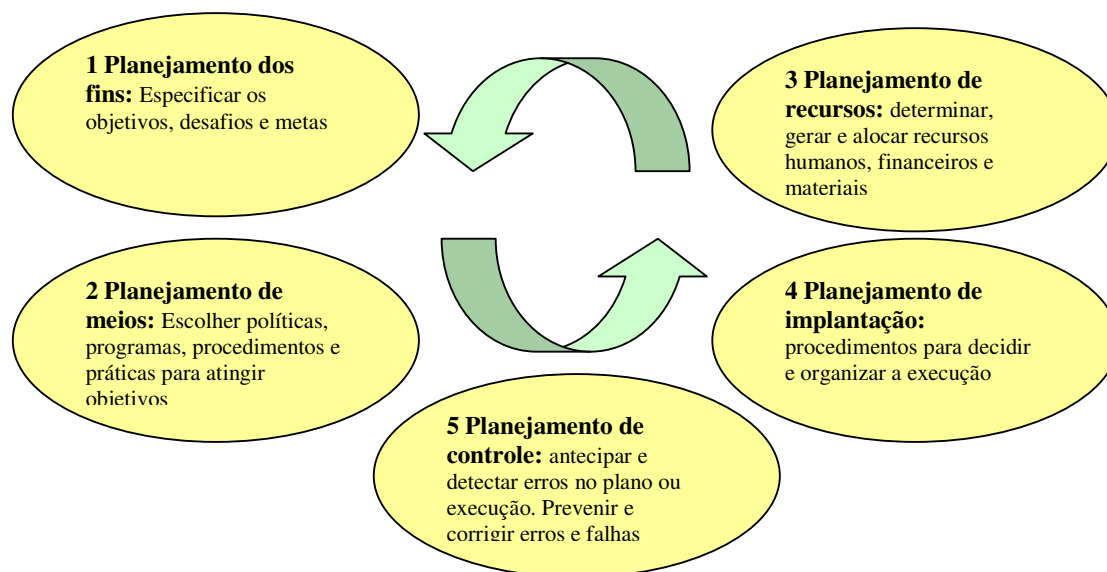 1 Planejamento dos
fins: Especificar os
objetivos, desafios e metas
2 Planejamento de
meios: Escolher políticas,
programas, procedimentos e
práticas para atingir
objetivos
3 Planejamento de
recursos: determinar,
gerar e alocar recursos
humanos, financeiros e
materiais
4 Planejamento de
implantação:
procedimentos para decidir
e organizar a execução
5 Planejamento de
controle: antecipar e
detectar erros no plano ou
execução. Prevenir e
corrigir erros e falhas